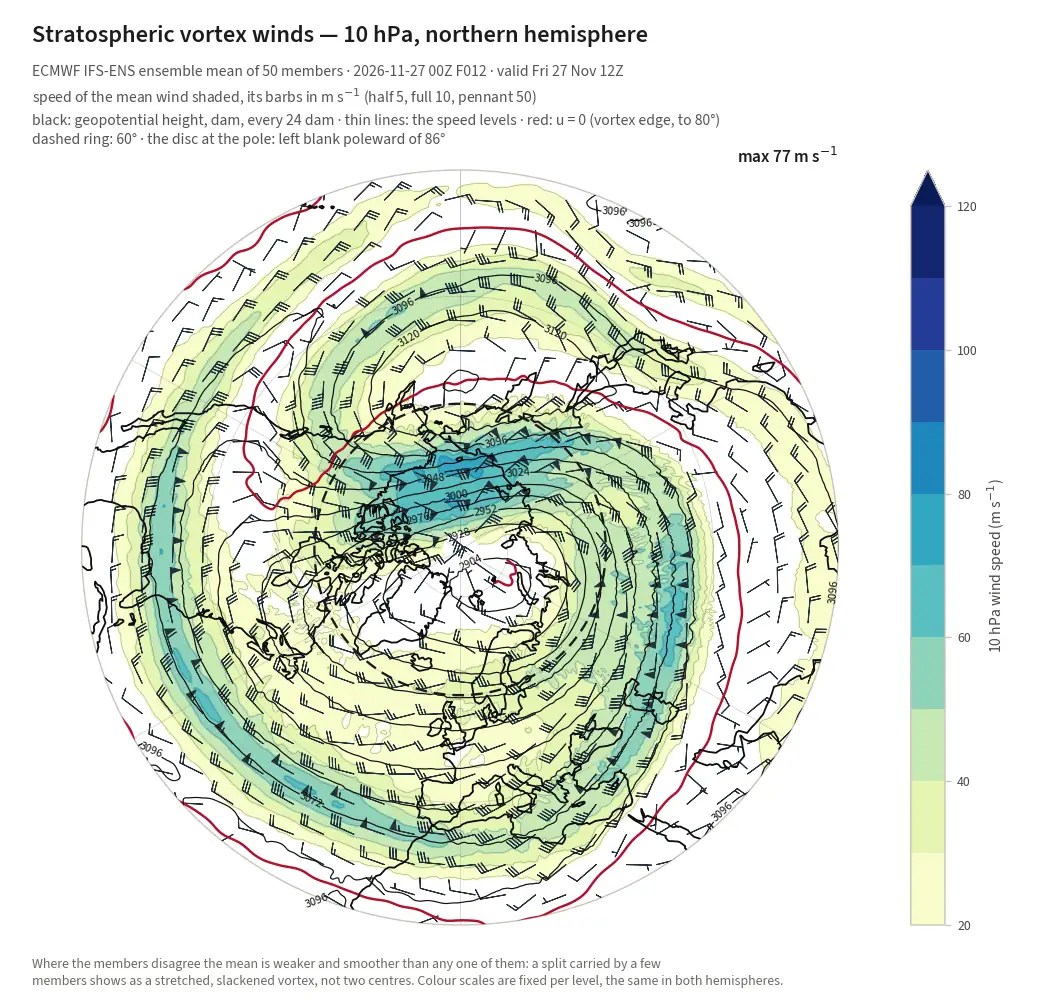 Stratospheric vortex winds — 10 hPa, northern hemisphere
ECMWF IFS-ENS ensemble mean of 50 members · 2026-11-27 00Z F012 · valid Fri 27 Nov 12Z
speed of the mean wind shaded, its barbs in m s−1 (half 5, full 10, pennant 50)
black: geopotential height, dam, every 24 dam · thin lines: the speed levels · red: u = 0 (vortex edge, to 80°)
dashed ring: 60° · the disc at the pole: left blank poleward of 86°
max 77 m s−1
3096
3096
3096
3096
3120
3120
3096
3048
3024
3000
2976
2952
2928
2904
3096
3096
3072
3096
3096
120
100
80
60
40
20
10 hPa wind speed (m s−1)
Where the members disagree the mean is weaker and smoother than any one of them: a split carried by a few
members shows as a stretched, slackened vortex, not two centres. Colour scales are fixed per level, the same in both hemispheres.